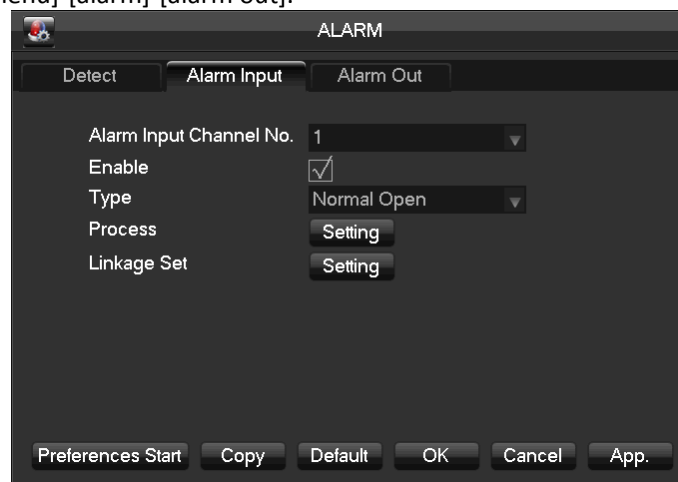 [alarm]-[alarm out].
ALARM
Detect Alarm Input Alarm Out
Alarm Input Channel No. 1
Enable
Type Normal Open
Process Setting
Linkage Set Setting
Preferences Start Copy Default OK Cancel App.